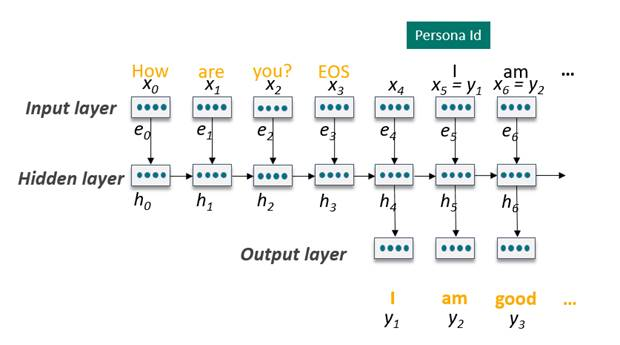 Persona Id
How are you? EOS I am ...
x0 x1 x2 x3 x4 x5 = y1 x6 = y2
Input layer
e0 e1 e2 e3 e4 e5 e6
Hidden layer
h0 h1 h2 h3 h4 h5 h6
Output layer
I am good ...
y1 y2 y3